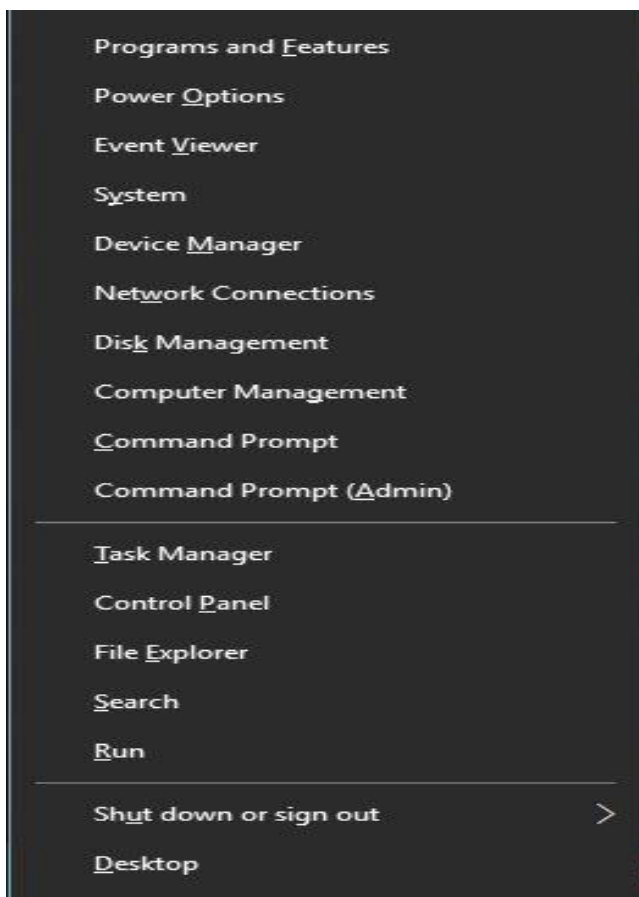 Programs and Features
Power Options
Event Viewer
System
Device Manager
Network Connections
Disk Management
Computer Management
Command Prompt
Command Prompt (Admin)
Task Manager
Control Panel
File Explorer
Search
Run
Shut down or sign out
Desktop